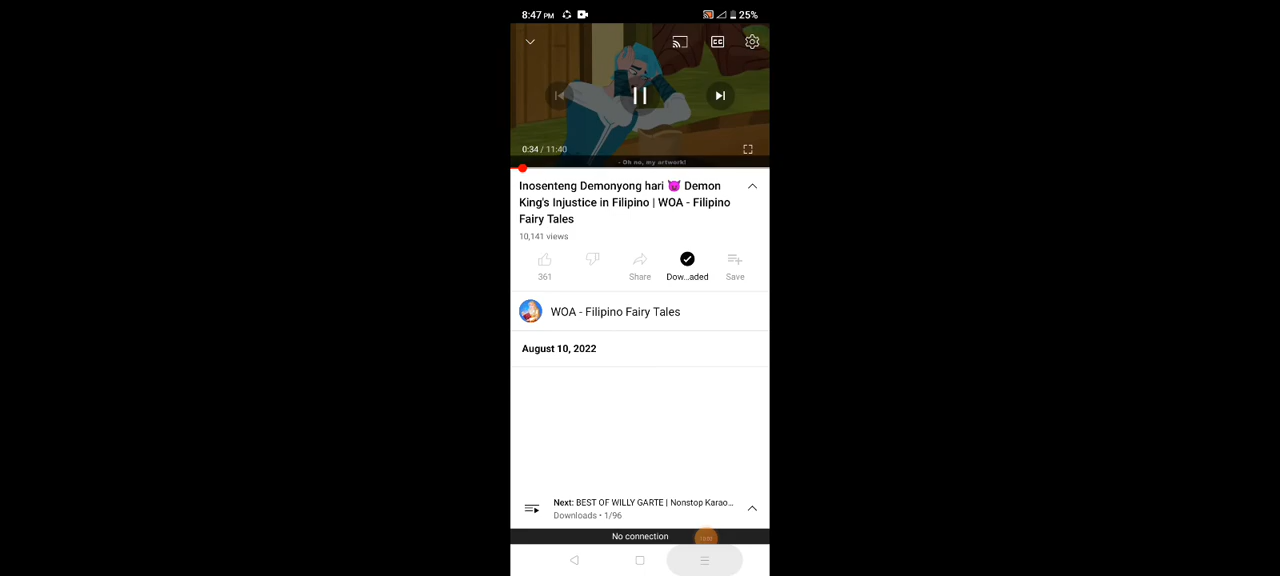 8:47 PM
25%
CC
0:34 / 11:40
- Oh no, my artwork!
Inosenteng Demonyong hari 😈 Demon
King's Injustice in Filipino | WOA - Filipino
Fairy Tales
10,141 views
361
Share
Dow...aded
Save
WOA - Filipino Fairy Tales
August 10, 2022
Next: BEST OF WILLY GARTE | Nonstop Karao...
Downloads • 1/96
No connection